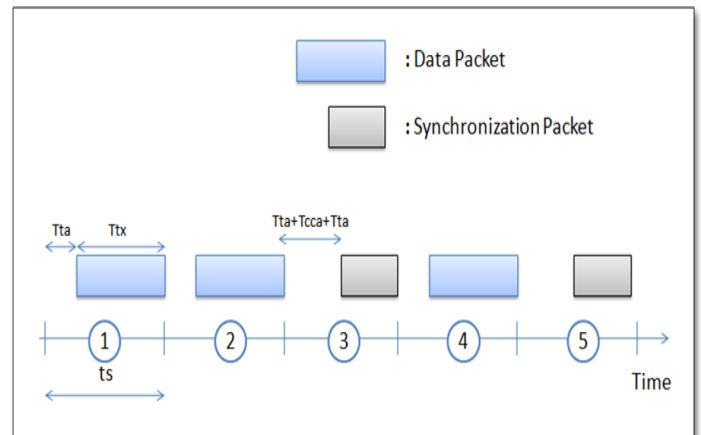 : Data Packet
: Synchronization Packet
Tta Ttx Tta+Tcca+Tta
1 2 3 4 5
ts
Time